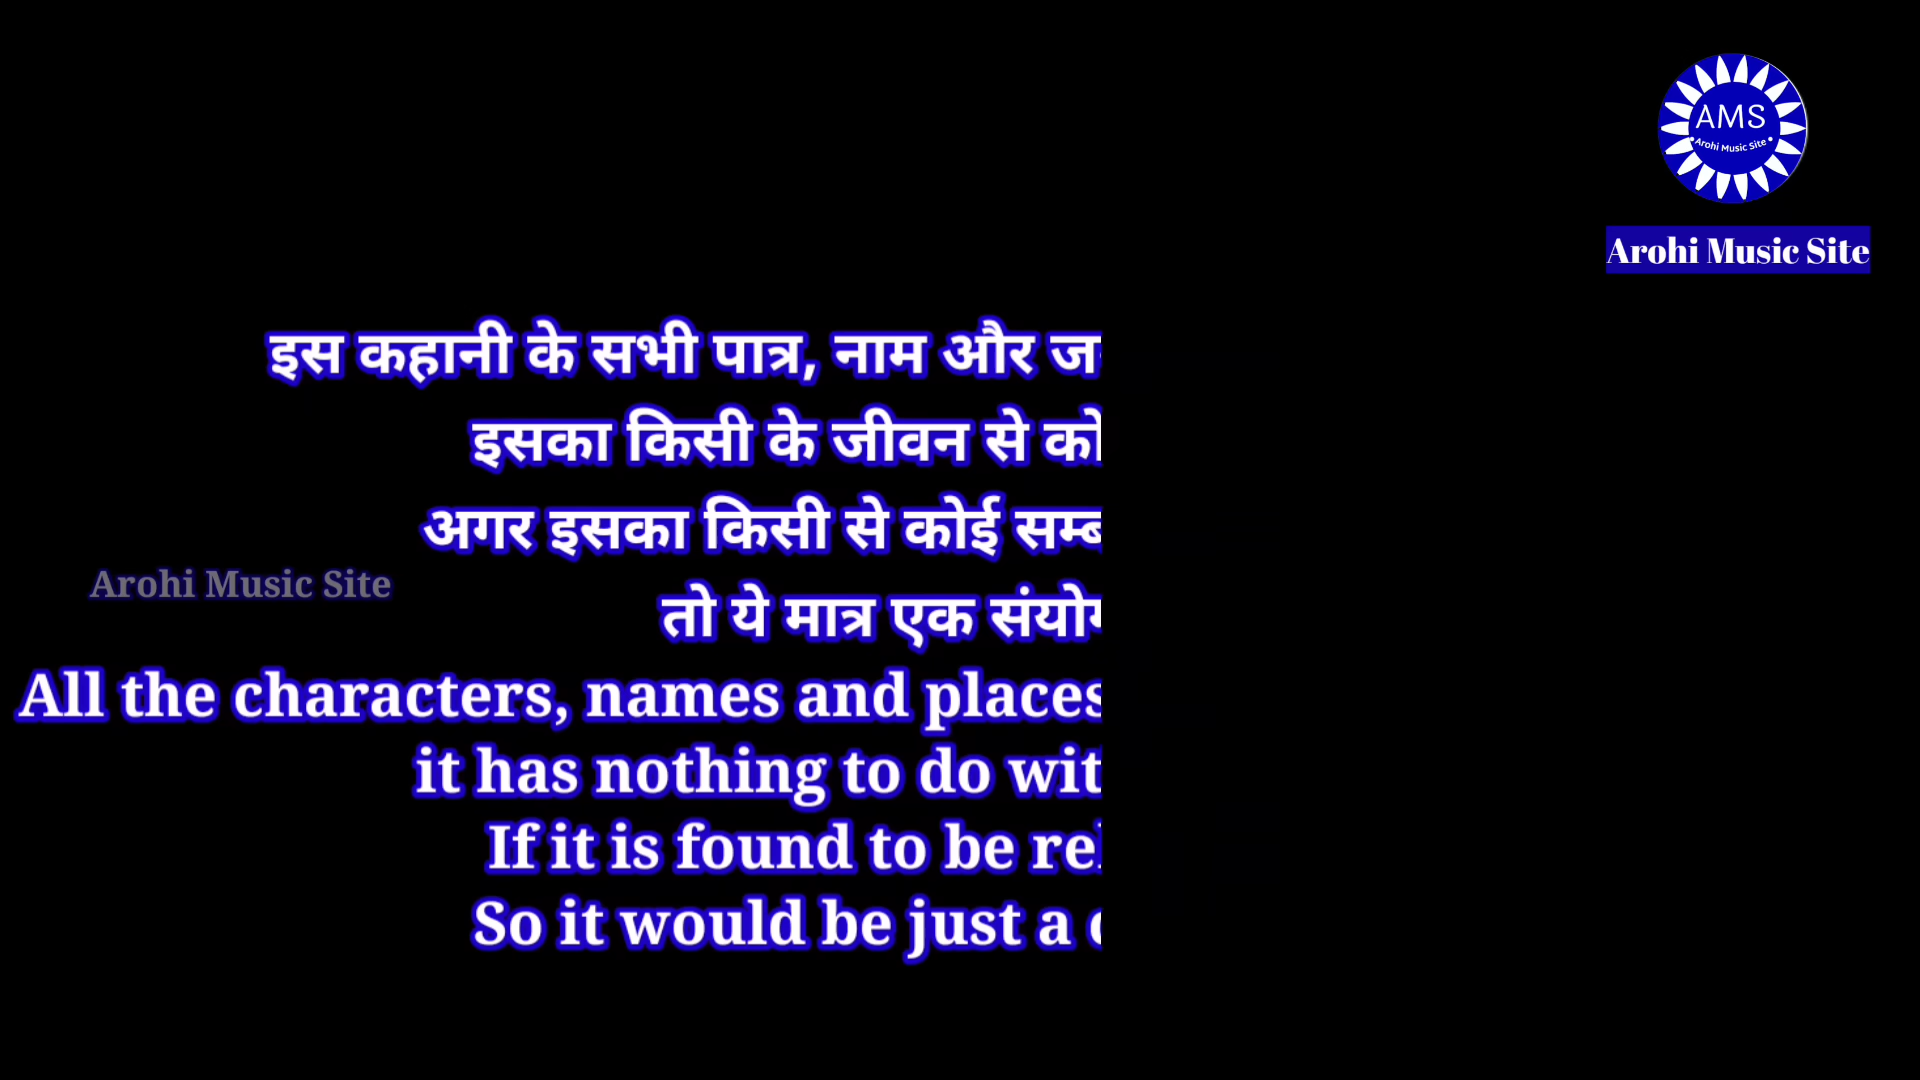 AMS
Arohi Music Site
Arohi Music Site
इस कहानी के सभी पात्र, नाम और
इसका किसी के जीवन से
अगर इसका किसी से कोई
Arohi Music Site
तो ये मात्र एक
All the characters, names and places
it has nothing to do
If it is found to be
So it would be just a